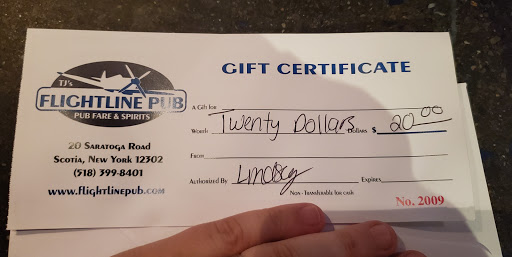 TJ's
FLIGHTLINE PUB
PUB FARE & SPIRITS
20 SARATOGA ROAD
SCOTIA, NEW YORK 12302
(518) 399-8401
www.flightlinepub.com
GIFT CERTIFICATE
A Gift for
Worth Twenty Dollars Dollars $ 20 00
From
Authorized By Lindsey Expires
Non - Transferable for cash
No. 2009